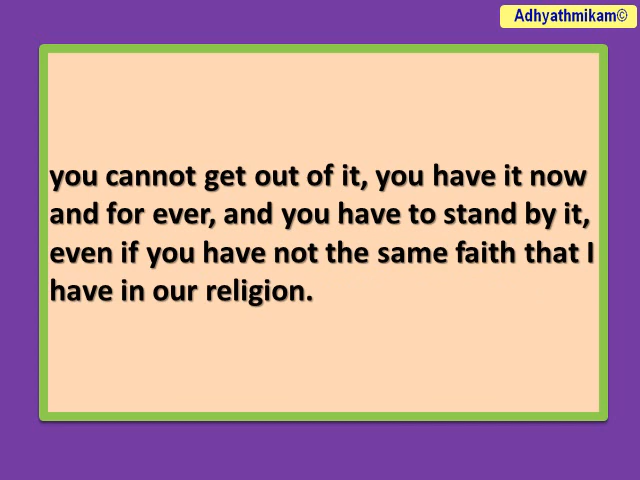 Adhyathmikam©
you cannot get out of it, you have it now
and for ever, and you have to stand by it,
even if you have not the same faith that I
have in our religion.